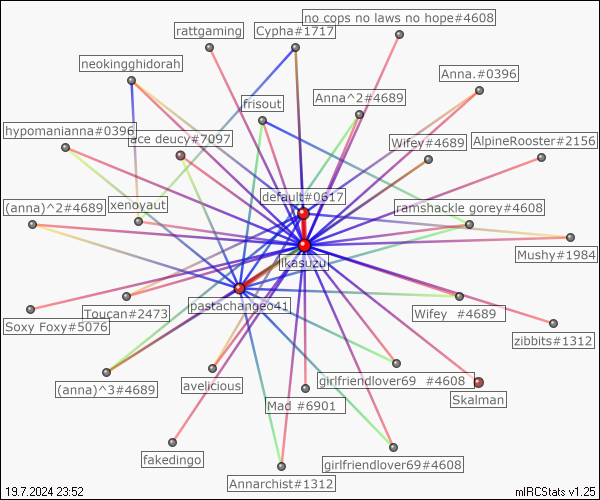 no cops no laws no hope#4608
rattgaming
Cypha#1717
neokingghidorah
Anna.#0396
Anna^2#4689
frisout
hypomanianna#0396
ace deucy#7097
Wifey#4689
AlpineRooster#2156
default#0617
(anna)^2#4689
xenoyaut
ramshackle gorey#4608
Mushy#1984
ikasuzu
pastachangeo41
Toucan#2473
Wifey #4689
Soxy Foxy#5076
zibbits#1312
(anna)^3#4689
avelicious
girlfriendlover69 #4608
Skalman
Mad #6901
fakedingo
girlfriendlover69#4608
Annarchist#1312
19.7.2024 23:52
mIRCStats v1.25